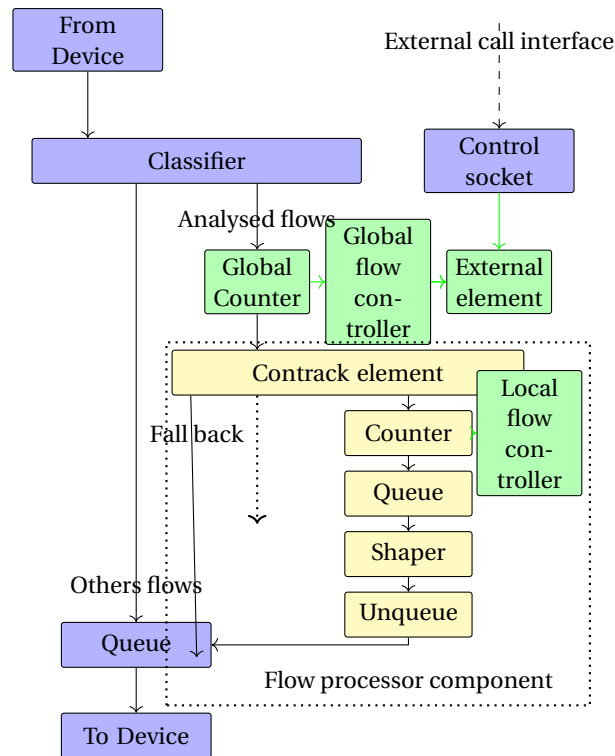 From
Device
External call interface
Classifier
Control
socket
Analysed flows
Global
Counter
Global
flow
con-
troller
External
element
Contrack element
Fall back
Counter
Local
flow
con-
troller
Queue
Shaper
Others flows
Unqueue
Queue
Flow processor component
To Device